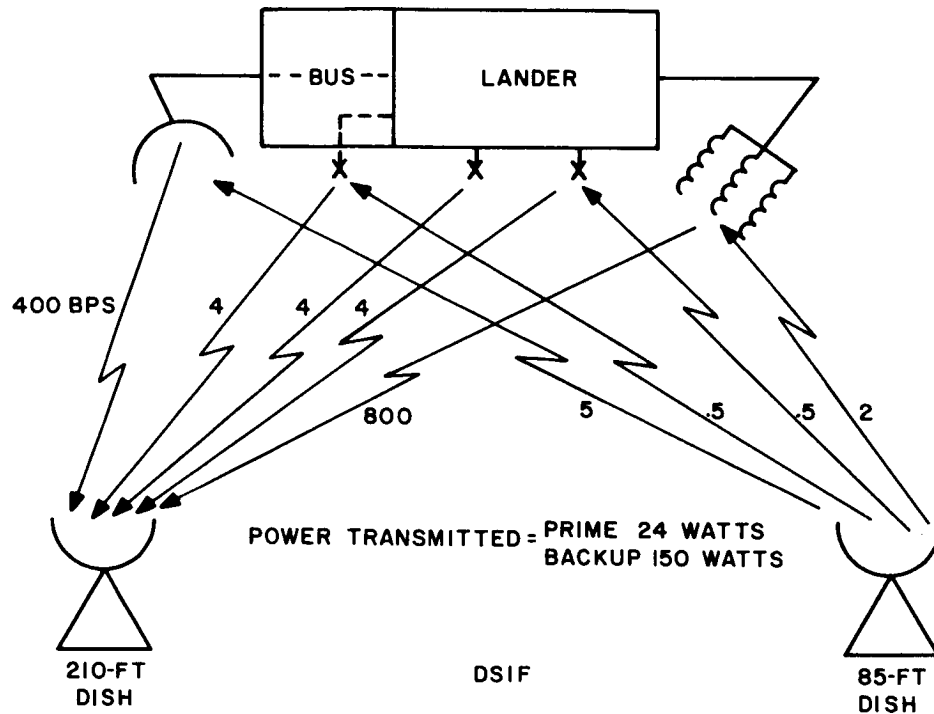 BUS
LANDER
X
X
X
400 BPS
4
4
4
800
5
.5
.5
2
POWER TRANSMITTED = PRIME 24 WATTS
BACKUP 150 WATTS
210-FT
DISH
DSIF
85-FT
DISH